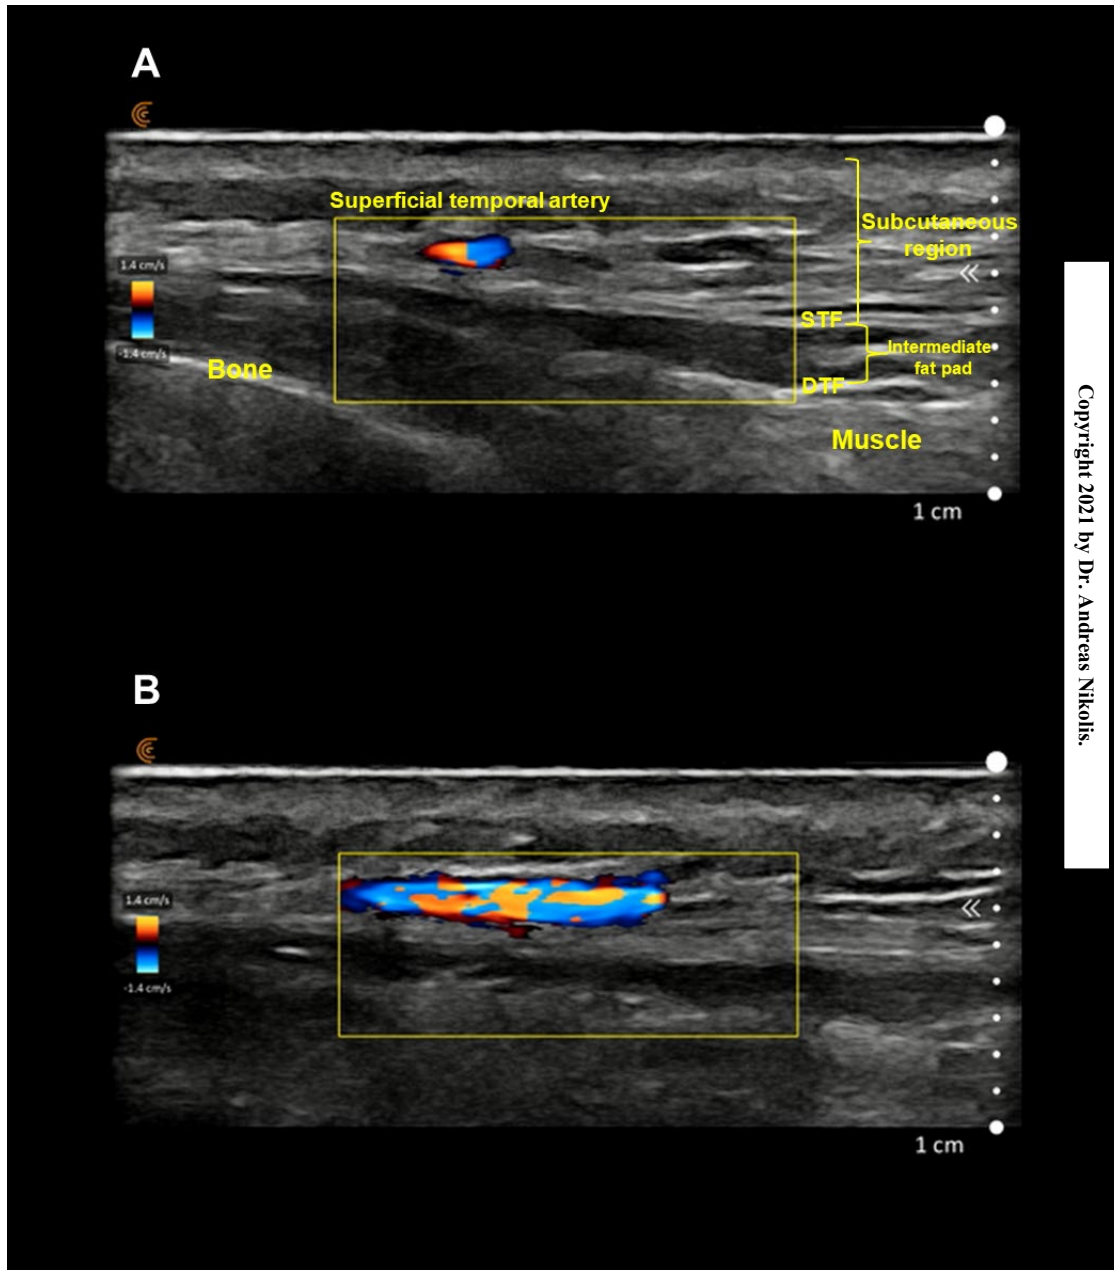 A
Superficial temporal artery
Subcutaneous
region
1.4 cm/s
STF
-1.4 cm/s
Intermediate
fat pad
Bone
DTF
Muscle
1 cm
Copyright 2021 by Dr. Andreas Nikolis.
B
1.4 cm/s
-1.4 cm/s
1 cm